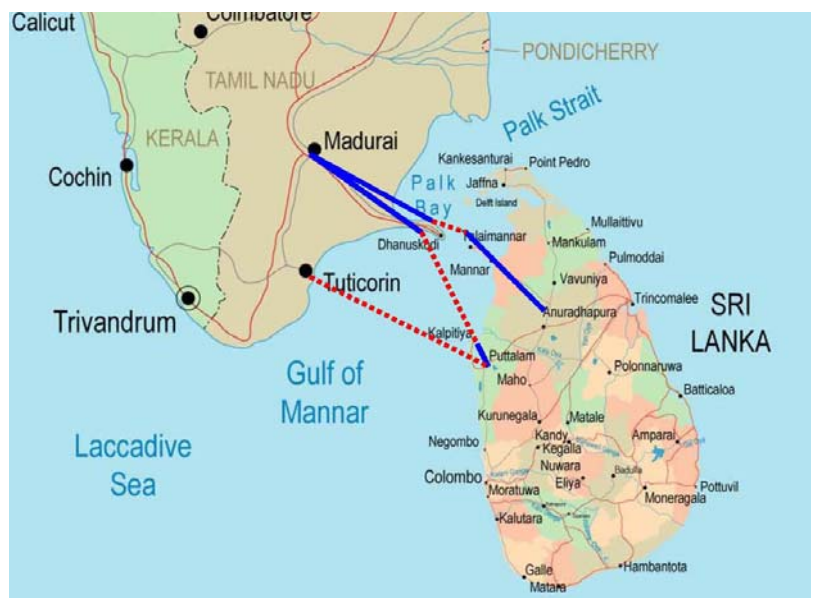 Calicut
Coimbatore
PONDICHERRY
TAMIL NADU
Palk Strait
KERALA
Madurai
Kankesanturai
Point Pedro
Cochin
Palk
Bay
Jaffna
Delft Island
Mullaittivu
Dhanuskodi
Talaimannar
Mankulam
Pulmoddai
Mannar
Tuticorin
Vavuniya
Trincomalee
Trivandrum
Anuradhapura
SRI
LANKA
Kalpitiya
Puttalam
Gulf of
Mannar
Maho
Polonnaruwa
Batticaloa
Kurunegala
Matale
Laccadive
Sea
Negombo
Kandy
Kegalla
Amparai
Colombo
Nuwara
Eliya
Badulla
Moratuwa
Moneragala
Pottuvil
Kalutara
Galle
Hambantota
Matara